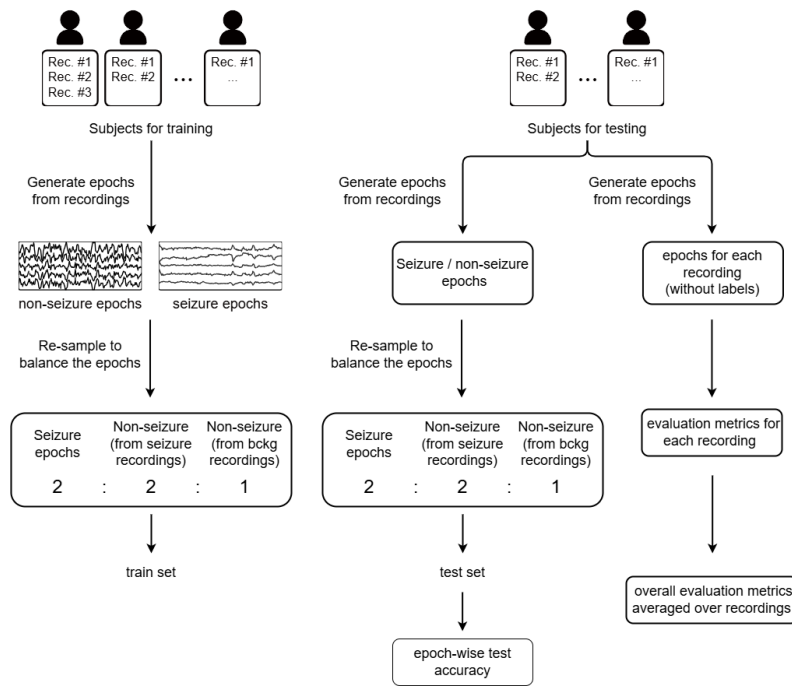 Rec. #1
Rec. #2
Rec. #3
Rec. #1
Rec. #2
...
Rec. #1
...
Subjects for training
Generate epochs
from recordings
non-seizure epochs
seizure epochs
Re-sample to
balance the epochs
Seizure
epochs
Non-seizure
(from seizure
recordings)
Non-seizure
(from bckg
recordings)
2 : 2 : 1
train set
Rec. #1
Rec. #2
...
Rec. #1
...
Subjects for testing
Generate epochs
from recordings
Seizure / non-seizure
epochs
Re-sample to
balance the epochs
Seizure
epochs
Non-seizure
(from seizure
recordings)
Non-seizure
(from bckg
recordings)
2 : 2 : 1
test set
epoch-wise test
accuracy
Generate epochs
from recordings
epochs for each
recording
(without labels)
evaluation metrics for
each recording
overall evaluation metrics
averaged over recordings